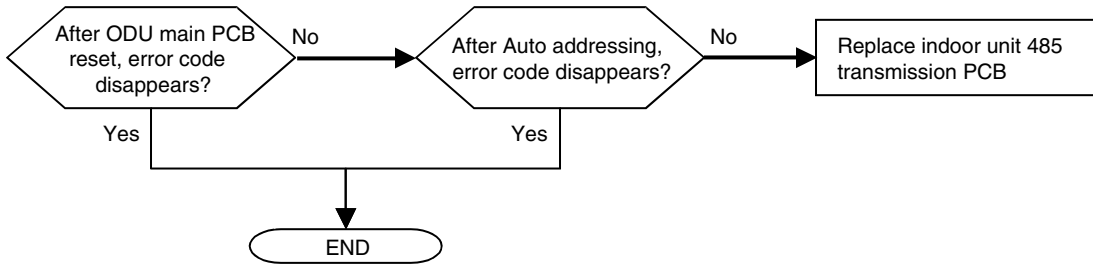 After ODU main PCB
reset, error code
disappears?
No
After Auto addressing,
error code disappears?
No
Replace indoor unit 485
transmission PCB
Yes
Yes
END